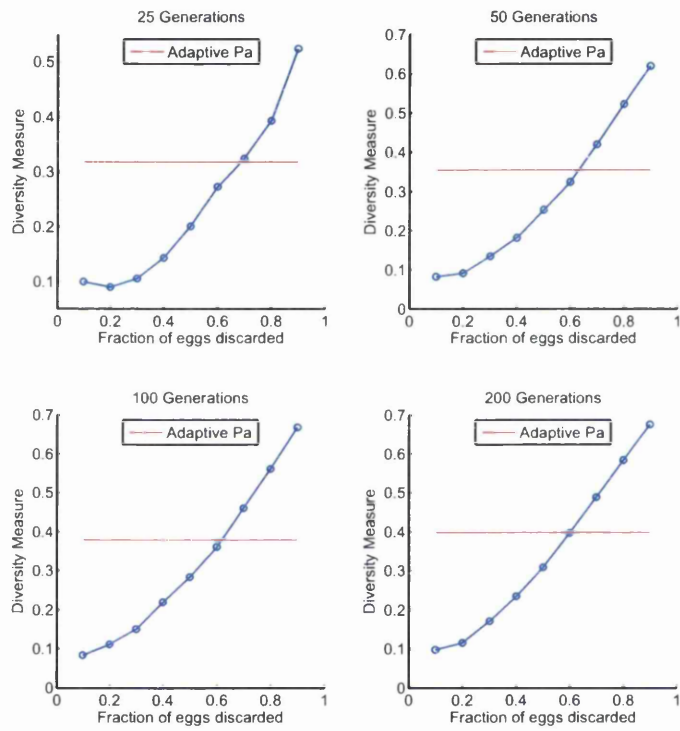 25 Generations
Adaptive Pa
0.5
0.4
0.3
0.2
0.1
Diversity Measure
0 0.2 0.4 0.6 0.8 1
Fraction of eggs discarded
50 Generations
Adaptive Pa
0.7
0.6
0.5
0.4
0.3
0.2
0.1
0
Diversity Measure
0 0.2 0.4 0.6 0.8 1
Fraction of eggs discarded
100 Generations
Adaptive Pa
0.7
0.6
0.5
0.4
0.3
0.2
0.1
0
Diversity Measure
0 0.2 0.4 0.6 0.8 1
Fraction of eggs discarded
200 Generations
Adaptive Pa
0.7
0.6
0.5
0.4
0.3
0.2
0.1
0
Diversity Measure
0 0.2 0.4 0.6 0.8 1
Fraction of eggs discarded